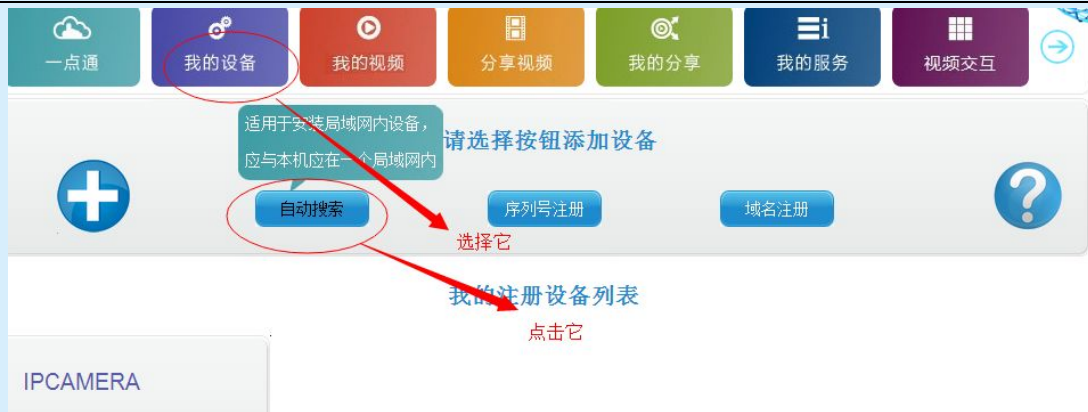 一点通
我的设备
我的视频
分享视频
我的分享
我的服务
视频交互
适用于安装局域网内设备，
应与本机应在一个局域网内
请选择按钮添加设备
自动搜索
序列号注册
域名注册
选择它
我的注册设备列表
点击它
IPCAMERA